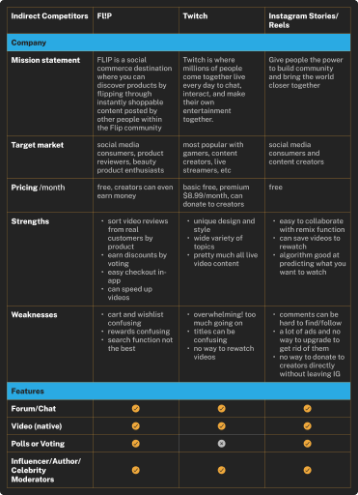 Indirect Competitors Fl!P Twitch Instagram Stories/
Reels
Company
Mission statement
FLIP is a social
commerce destination
where you can
discover products by
flipping through
instantly shoppable
content posted by
other people within
the Flip community
Twitch is where
millions of people
come together live
every day to chat,
interact, and make
their own
entertainment
together.
Give people the power
to build community
and bring the world
closer together
Target market
social media
consumers, product
reviewers, beauty
product enthusiasts
most popular with
gamers, content
creators, live
streamers, etc
social media
consumers and
content creators
Pricing /month
free, creators can even
earn money
basic free, premium
$8.99/month, can
donate to creators
free
Strengths
• sort video reviews
from real
customers by
product
• earn discounts by
voting
• easy checkout in-
app
• can speed up
videos
• unique design and
style
• wide variety of
topics
• pretty much all live
video content
• easy to collaborate
with remix function
• can save videos to
rewatch
• algorithm good at
predicting what you
want to watch
Weaknesses
• cart and wishlist
confusing
• rewards confusing
• search function not
the best
• overwhelming! too
much going on
• titles can be
confusing
• no way to rewatch
videos
• comments can be
hard to find/follow
• a lot of ads and no
way to upgrade to
get rid of them
• no way to donate to
creators directly
without leaving IG
Features
Forum/Chat
Video (native)
Polls or Voting
Influencer/Author/
Celebrity
Moderators